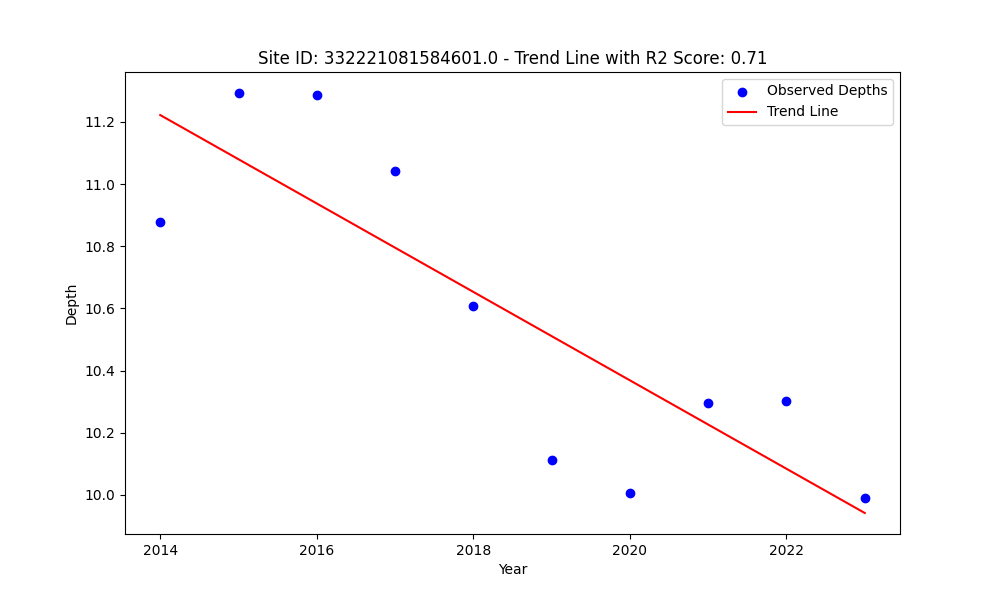 Site ID: 332221081584601.0 - Trend Line with R2 Score: 0.71
Observed Depths
Trend Line
Depth
11.2
11.0
10.8
10.6
10.4
10.2
10.0
2014
2016
2018
2020
2022
Year